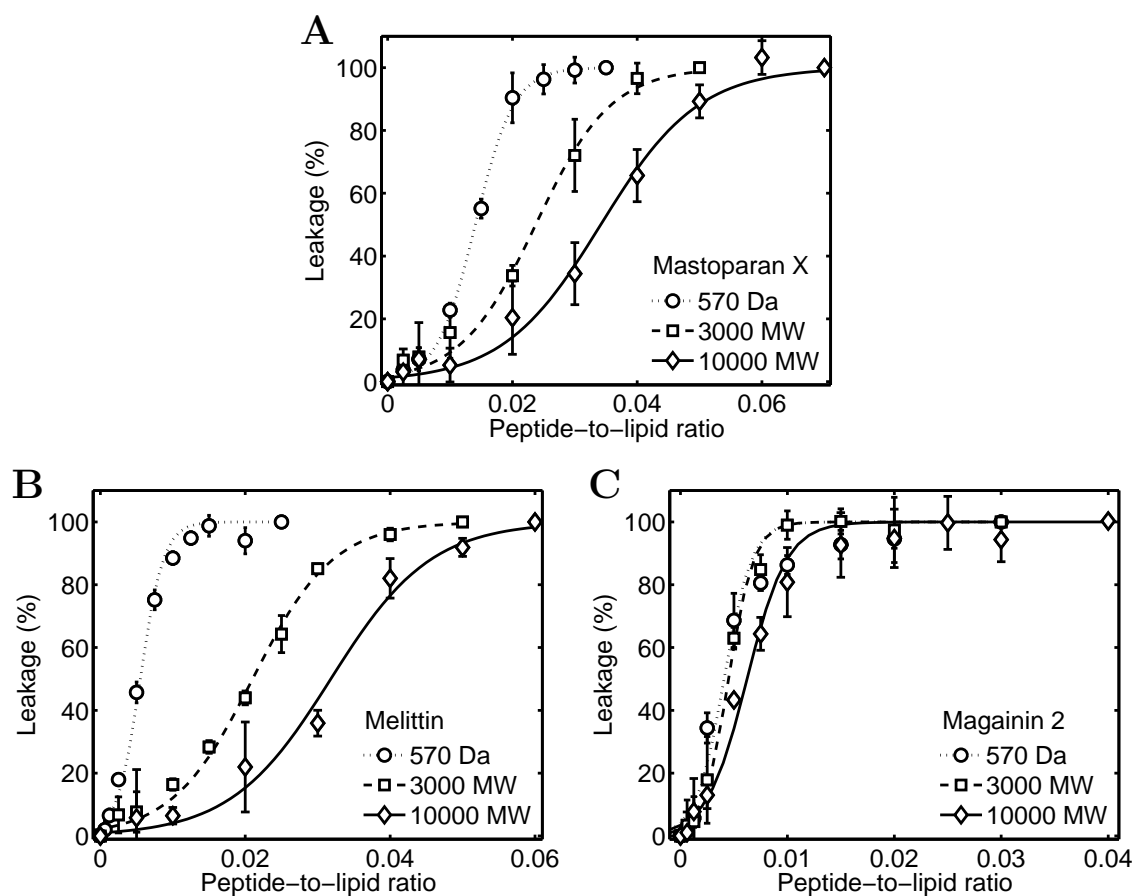 A
Leakage (%)
100
80
60
40
20
0
Mastoparan X
570 Da
3000 MW
10000 MW
0 0.02 0.04 0.06
Peptide−to−lipid ratio
B
Leakage (%)
100
80
60
40
20
0
Melittin
570 Da
3000 MW
10000 MW
0 0.02 0.04 0.06
Peptide−to−lipid ratio
C
Leakage (%)
100
80
60
40
20
0
Magainin 2
570 Da
3000 MW
10000 MW
0 0.01 0.02 0.03 0.04
Peptide−to−lipid ratio